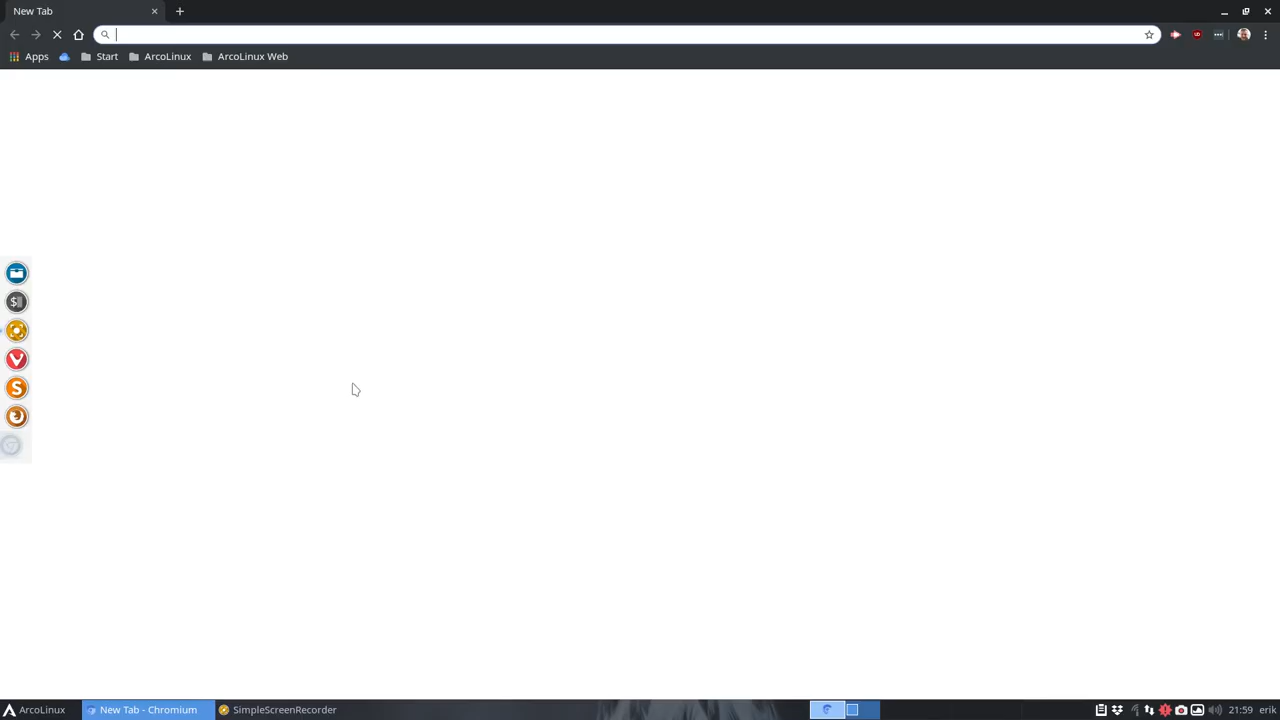 New Tab
Apps Start ArcoLinux ArcoLinux Web
$
S
ArcoLinux New Tab - Chromium SimpleScreenRecorder 21:59 erik